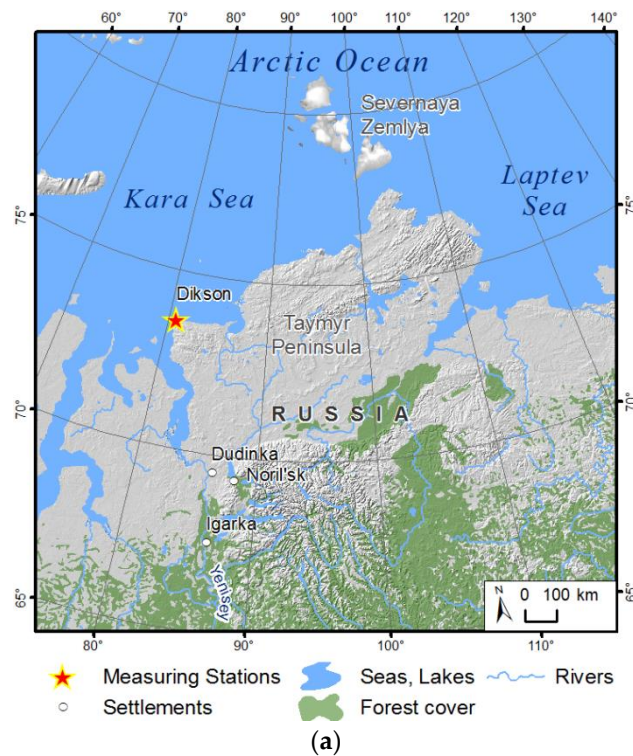 60° 70° 80° 90° 100° 110° 120° 130° 140°
Arctic Ocean
Severnaya
Zemlya
Kara Sea
Laptev
Sea
75°
75°
Dikson
Taymyr
Peninsula
70°
70°
RUSSIA
Dudinka
Noril'sk
Igarka
Yenisey
65°
65°
N
0 100 km
80° 90° 100° 110°
Measuring Stations
Seas, Lakes
Rivers
Settlements
Forest cover
(a)